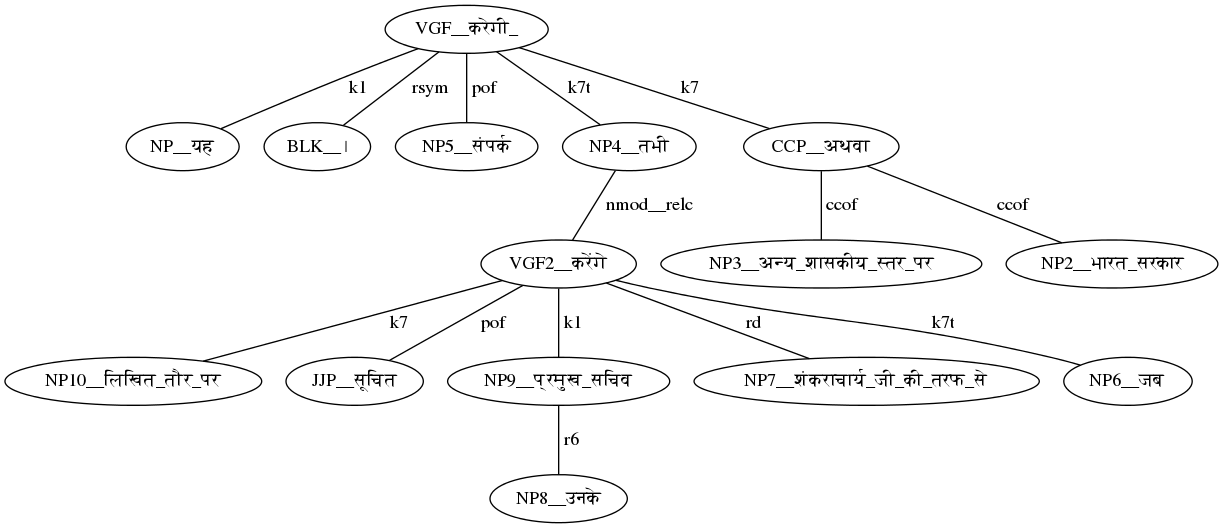 VGF__करेगी_
k1 rsym pof k7t k7
NP__यह BLK__। NP5__संपर्क NP4__तभी CCP__अथवा
nmod__relc ccof ccof
VGF2__करेंगे NP3__अन्य_शासकीय_स्तर_पर NP2__भारत_सरकार
k7 pof k1 rd k7t
NP10__लिखित_तौर_पर JJP__सूचित NP9__प्रमुख_सचिव NP7__शंकराचार्य_जी_की_तरफ_से NP6__जब
r6
NP8__उनके